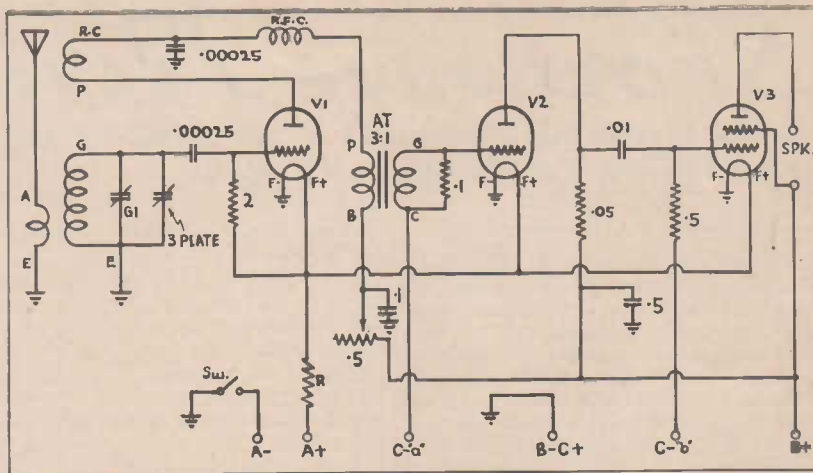 R.C
.00025
R.F.C.
P
V1
.00025
G
G1
3 PLATE
A
E
E
2
F-
F+
AT
3:1
P
B
G
C
.1
V2
F-
F+
.01
V3
F-
F+
SPK.
.05
.5
.1
.5
.5
R
Sw.
A-
A+
C-"a"
B-C+
C-"b"
B+